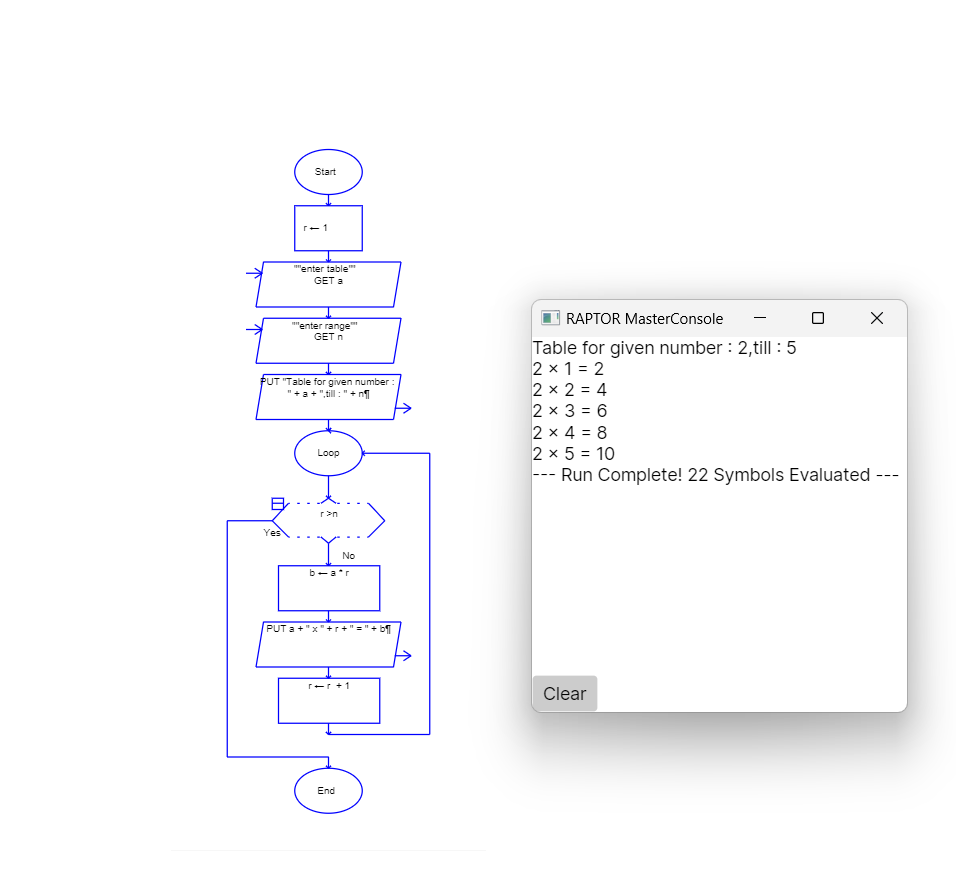 Start
r ← 1
""enter table""
GET a
""enter range""
GET n
PUT "Table for given number :
" + a + ",till : " + n¶
Loop
r >n
Yes
No
b ← a * r
PUT a + " x " + r + " = " + b¶
r ← r + 1
End
RAPTOR MasterConsole
Table for given number : 2,till : 5
2 x 1 = 2
2 x 2 = 4
2 x 3 = 6
2 x 4 = 8
2 x 5 = 10
--- Run Complete! 22 Symbols Evaluated ---
Clear